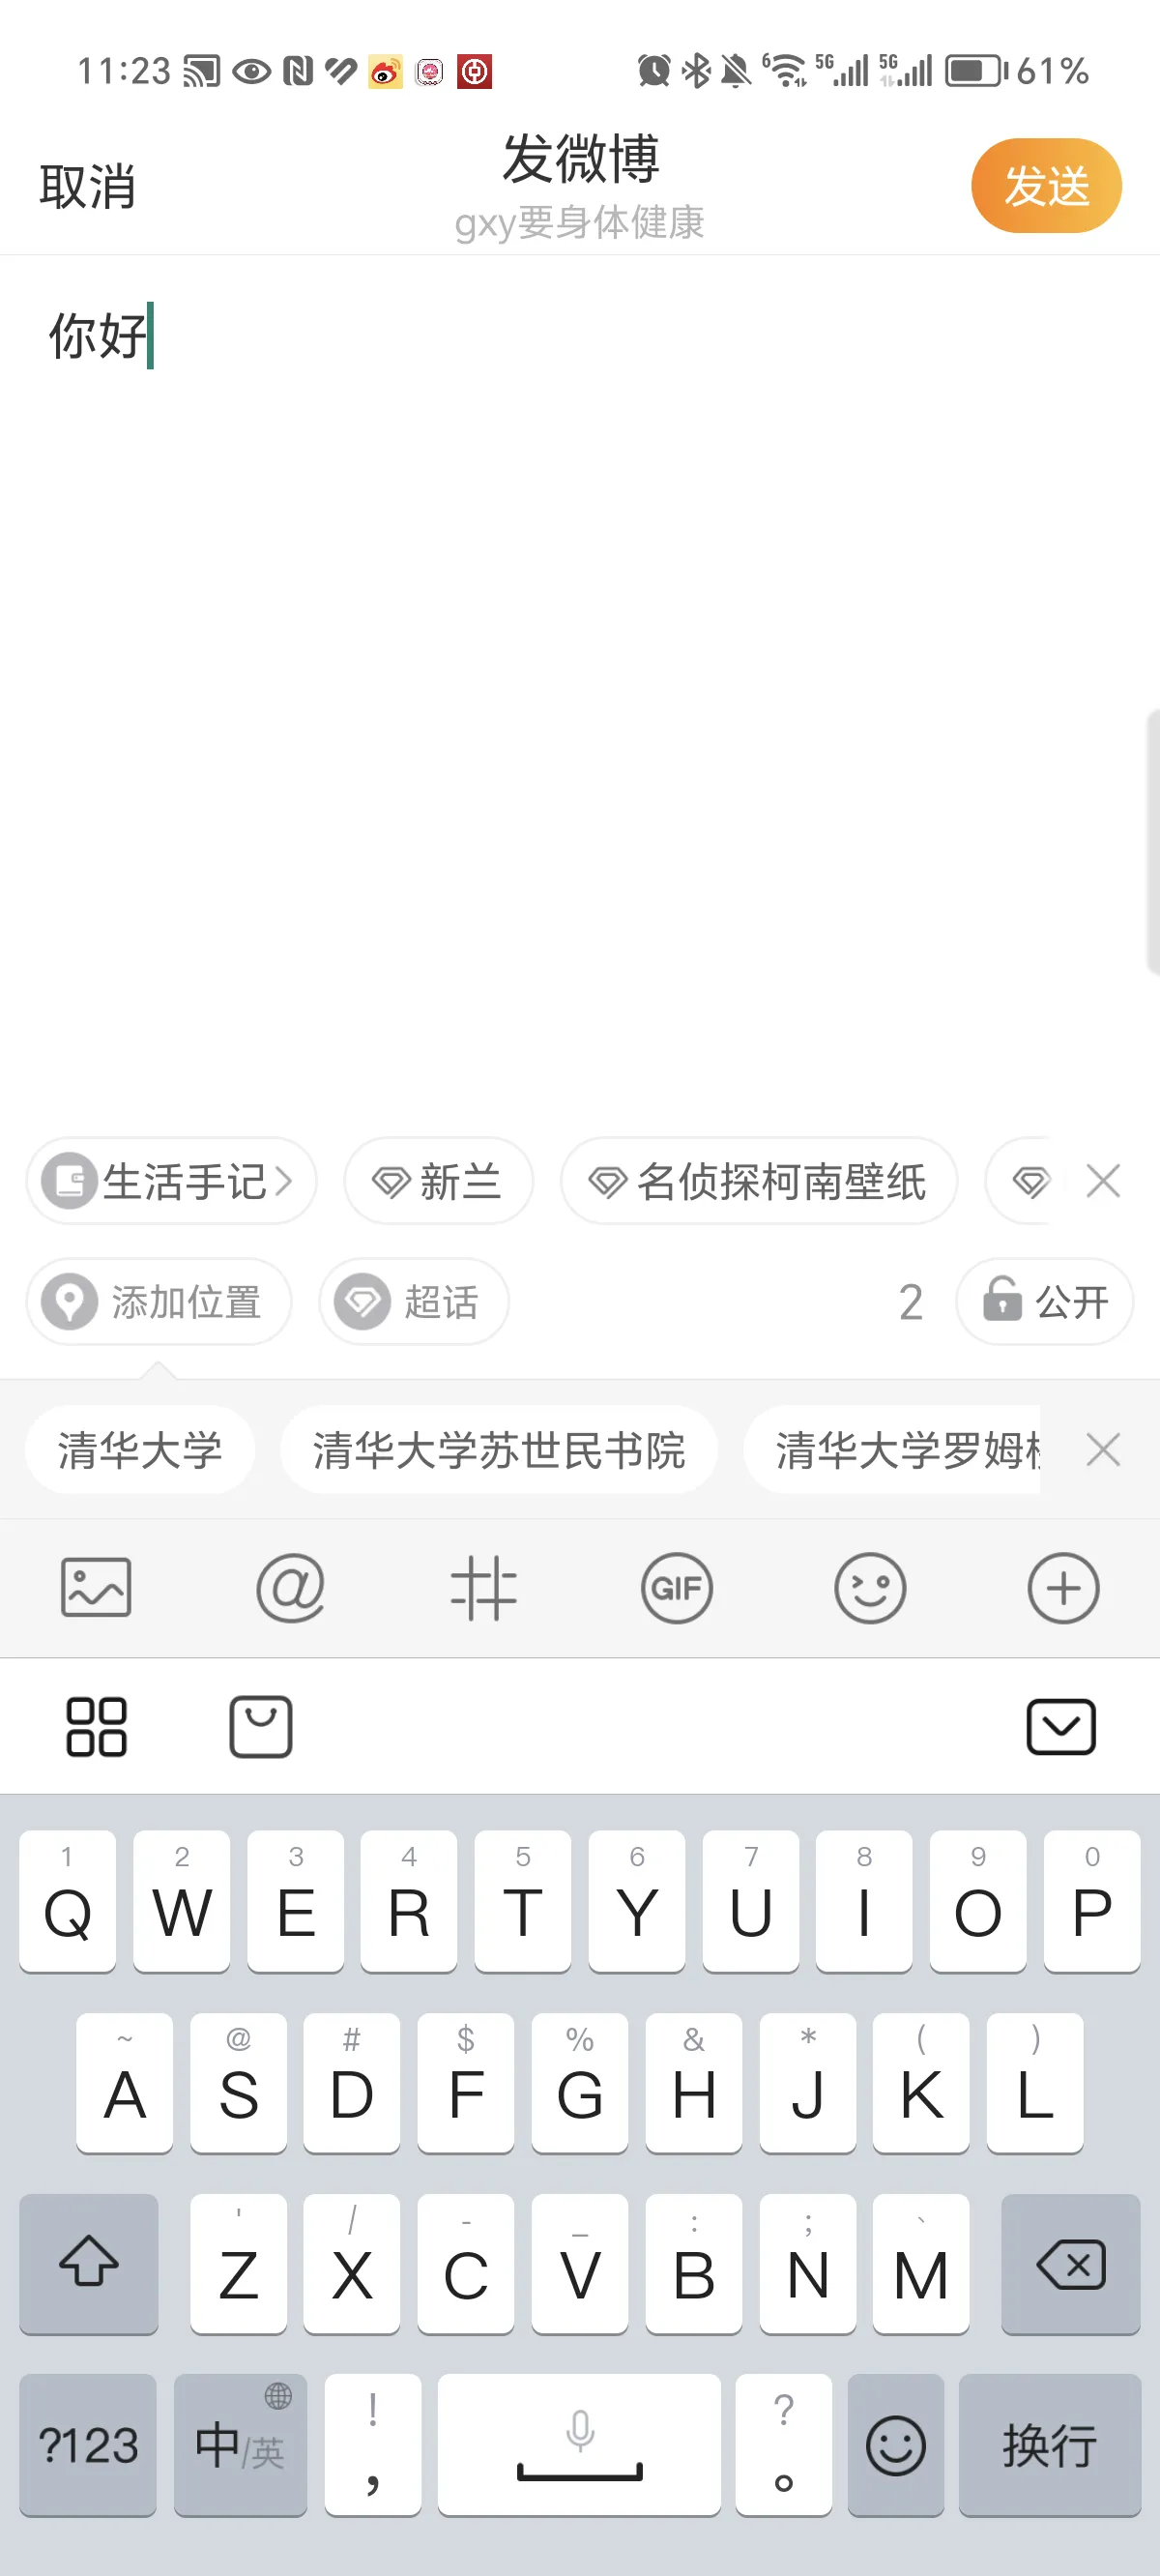 11:23 6 5G 5G 61%
取消 发微博 发送
gxy要身体健康
你好
生活手记 新兰 名侦探柯南壁纸
添加位置 超话 2 公开
清华大学 清华大学苏世民书院 清华大学罗姆
GIF
1 2 3 4 5 6 7 8 9 0
Q W E R T Y U I O P
~ @ # $ % & * ( )
A S D F G H J K L
' / - _ : ; 、
Z X C V B N M
?123 中/英 ! , ? 。 换行